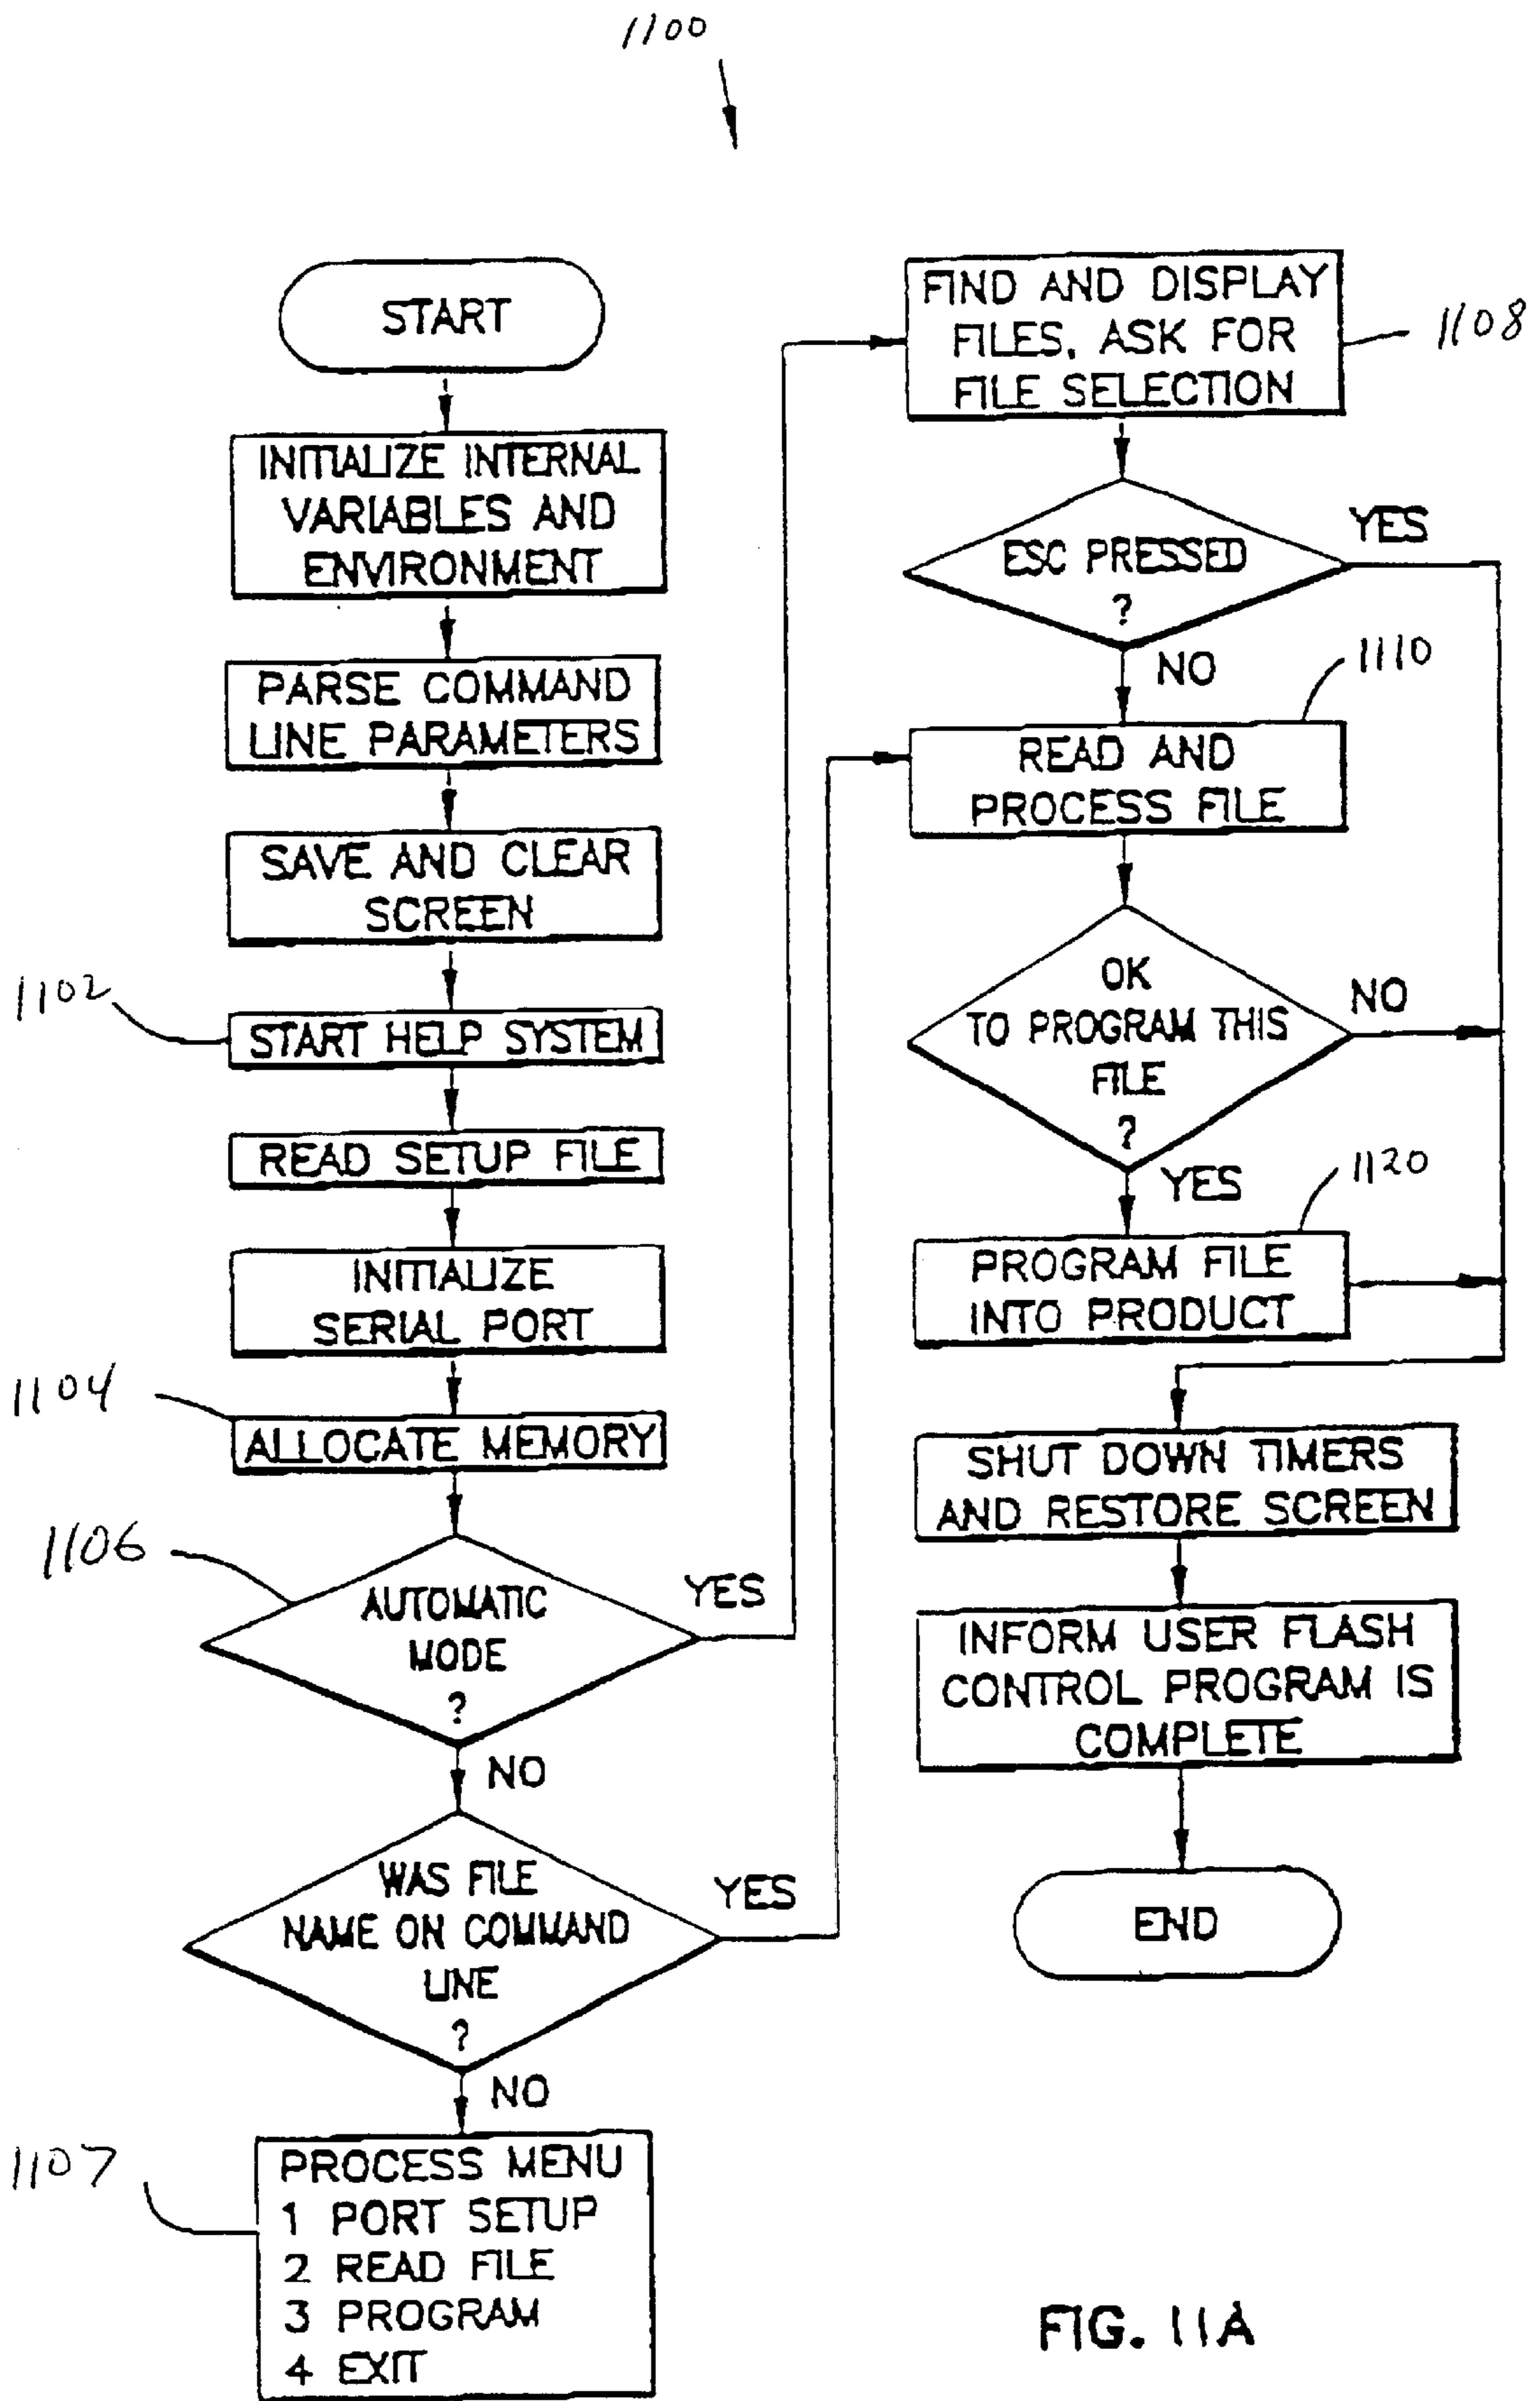 1100
START
INITIALIZE INTERNAL
VARIABLES AND
ENVIRONMENT
PARSE COMMAND
LINE PARAMETERS
SAVE AND CLEAR
SCREEN
1102
START HELP SYSTEM
READ SETUP FILE
INITIALIZE
SERIAL PORT
1104
ALLOCATE MEMORY
1106
AUTOMATIC
MODE
?
YES
NO
WAS FILE
NAME ON COMMAND
LINE
?
YES
NO
1107
PROCESS MENU
1 PORT SETUP
2 READ FILE
3 PROGRAM
4 EXIT
FIND AND DISPLAY
FILES, ASK FOR
FILE SELECTION
1108
ESC PRESSED
?
YES
NO
1110
READ AND
PROCESS FILE
OK
TO PROGRAM THIS
FILE
?
NO
YES
1120
PROGRAM FILE
INTO PRODUCT
SHUT DOWN TIMERS
AND RESTORE SCREEN
INFORM USER FLASH
CONTROL PROGRAM IS
COMPLETE
END
FIG. 11A